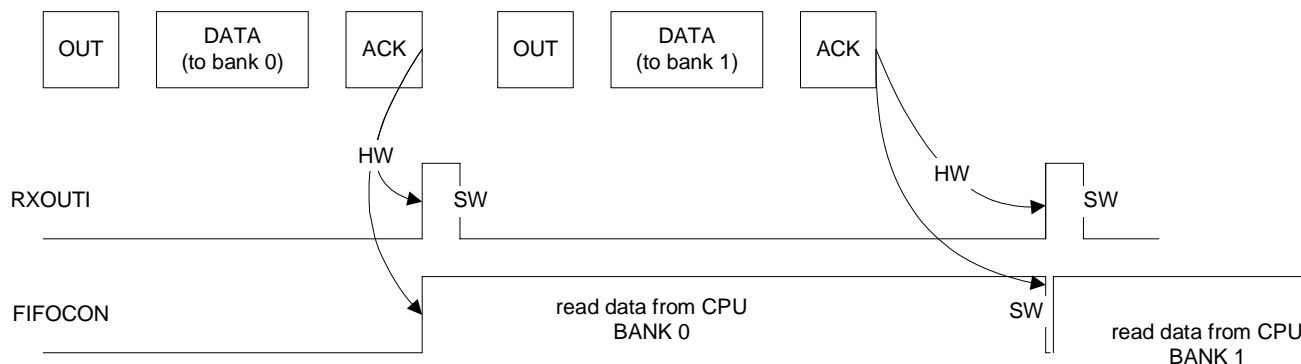 OUT
DATA
(to bank 0)
ACK
OUT
DATA
(to bank 1)
ACK
HW
HW
RXOUTI
SW
SW
FIFOCON
read data from CPU
BANK 0
SW
read data from CPU
BANK 1